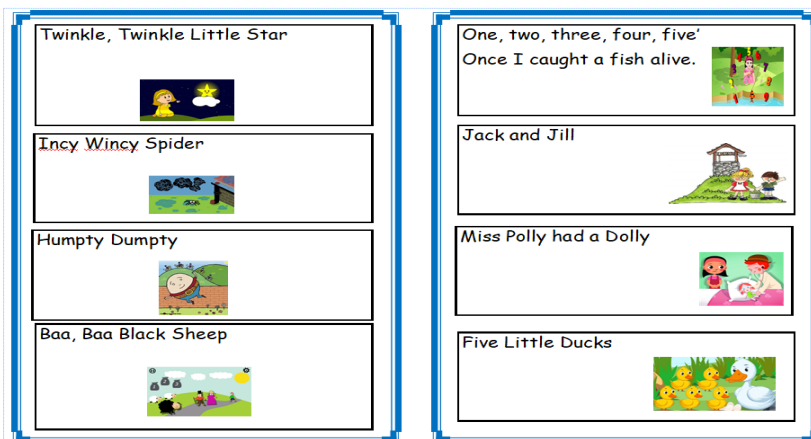 Twinkle, Twinkle Little Star
Incy Wincy Spider
Humpty Dumpty
Baa, Baa Black Sheep
One, two, three, four, five’
Once I caught a fish alive.
Jack and Jill
Miss Polly had a Dolly
Five Little Ducks